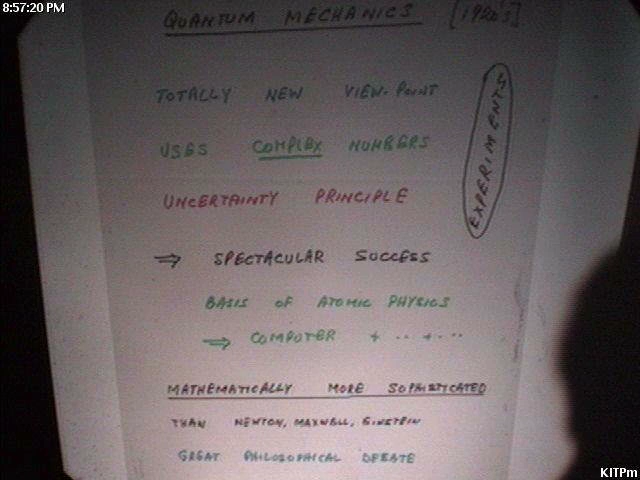 8:57:20 PM
QUANTUM MECHANICS [1920's]
TOTALLY NEW VIEW-POINT
USES COMPLEX NUMBERS
EXPERIMENTS
UNCERTAINTY PRINCIPLE
⇒ SPECTACULAR SUCCESS
BASIS OF ATOMIC PHYSICS
⇒ COMPUTER + ·· + ···
MATHEMATICALLY MORE SOPHISTICATED
THAN NEWTON, MAXWELL, EINSTEIN
GREAT PHILOSOPHICAL DEBATE
KITPm